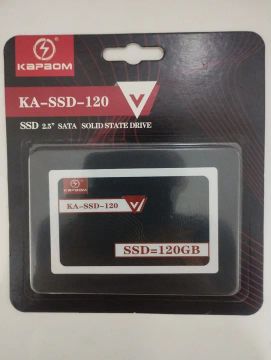 KAPBOM
KA-SSD-120
V
SSD 2.5" SATA SOLID STATE DRIVE
KAPBOM
KA-SSD-120
V
SSD=120GB